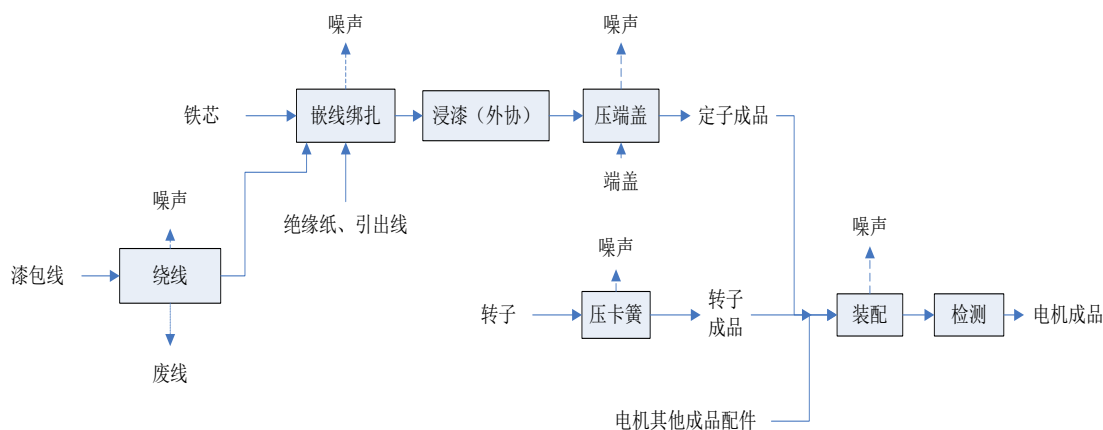 噪声
噪声
铁芯
嵌线绑扎
浸漆（外协）
压端盖
定子成品
端盖
噪声
绝缘纸、引出线
噪声
噪声
漆包线
绕线
转子
压卡簧
转子
成品
装配
检测
电机成品
废线
电机其他成品配件